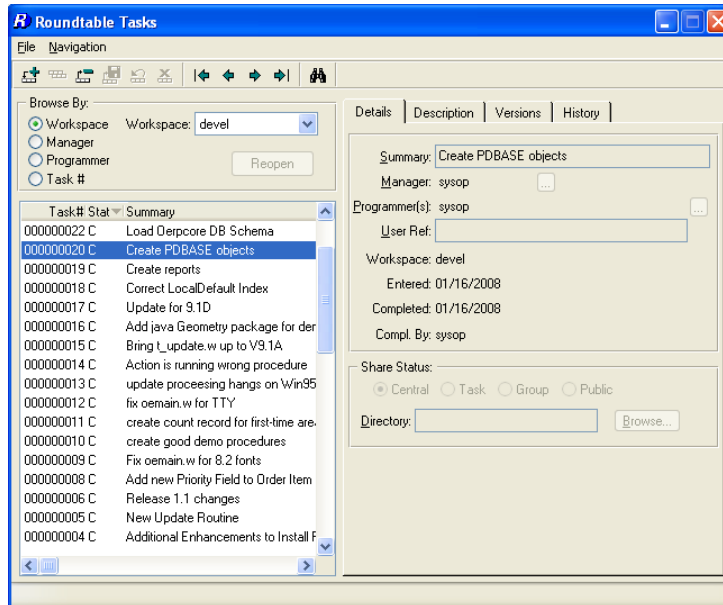 Roundtable Tasks
File Navigation
Browse By:
Workspace Workspace: devel
Manager
Programmer Reopen
Task #
Task# Stat Summary
000000022 C Load Oerpcore DB Schema
000000020 C Create PDBASE objects
000000019 C Create reports
000000018 C Correct LocalDefault Index
000000017 C Update for 9.1D
000000016 C Add java Geometry package for der
000000015 C Bring t_update.w up to V9.1A
000000014 C Action is running wrong procedure
000000013 C update proceesing hangs on Win95
000000012 C fix oemain.w for TTY
000000011 C create count record for first-time are
000000010 C create good demo procedures
000000009 C Fix oemain.w for 8.2 fonts
000000008 C Add new Priority Field to Order Item
000000006 C Release 1.1 changes
000000005 C New Update Routine
000000004 C Additional Enhancements to Install F
Details Description Versions History
Summary: Create PDBASE objects
Manager: sysop ...
Programmer(s): sysop ...
User Ref:
Workspace: devel
Entered: 01/16/2008
Completed: 01/16/2008
Compl. By: sysop
Share Status:
Central Task Group Public
Directory: Browse...